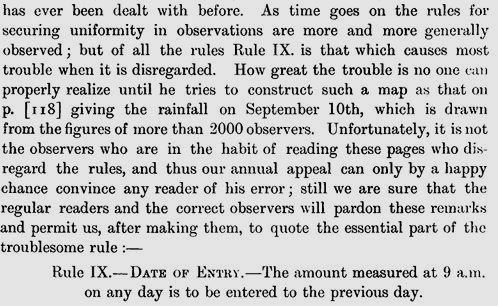 has ever been dealt with before. As time goes on the rules for
securing uniformity in observations are more and more generally
observed; but of all the rules Rule IX. is that which causes most
trouble when it is disregarded. How great the trouble is no one can
properly realize until he tries to construct such a map as that on
p. [118] giving the rainfall on September 10th, which is drawn
from the figures of more than 2000 observers. Unfortunately, it is not
the observers who are in the habit of reading these pages who dis-
regard the rules, and thus our annual appeal can only by a happy
chance convince any reader of his error; still we are sure that the
regular readers and the correct observers will pardon these remarks
and permit us, after making them, to quote the essential part of the
troublesome rule :—
Rule IX.—DATE OF ENTRY.—The amount measured at 9 a.m.
on any day is to be entered to the previous day.